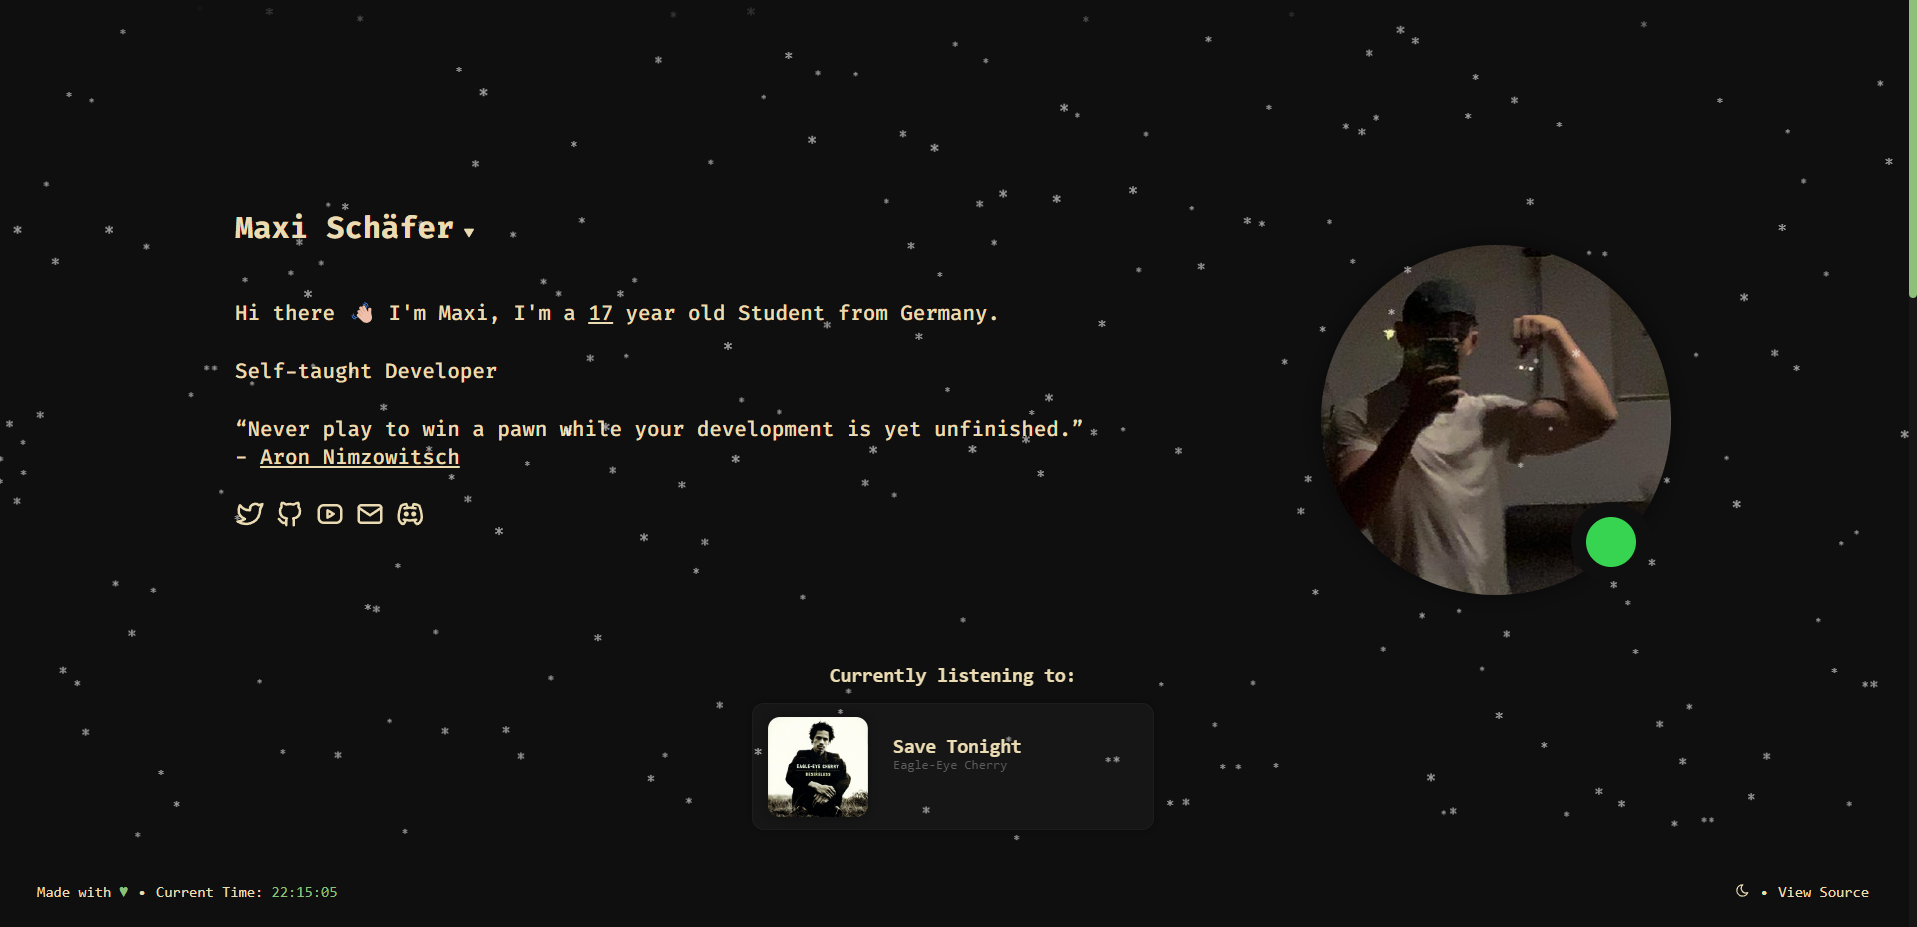 Maxi Schäfer ▾
Hi there 👋🏻 I'm Maxi, I'm a 17 year old Student from Germany.
Self-taught Developer
“Never play to win a pawn while your development is yet unfinished.”
- Aron Nimzowitsch
Currently listening to:
EAGLE-EYE CHERRY
DESIRELESS
Save Tonight
Eagle-Eye Cherry
Made with ♥ • Current Time: 22:15:05
• View Source